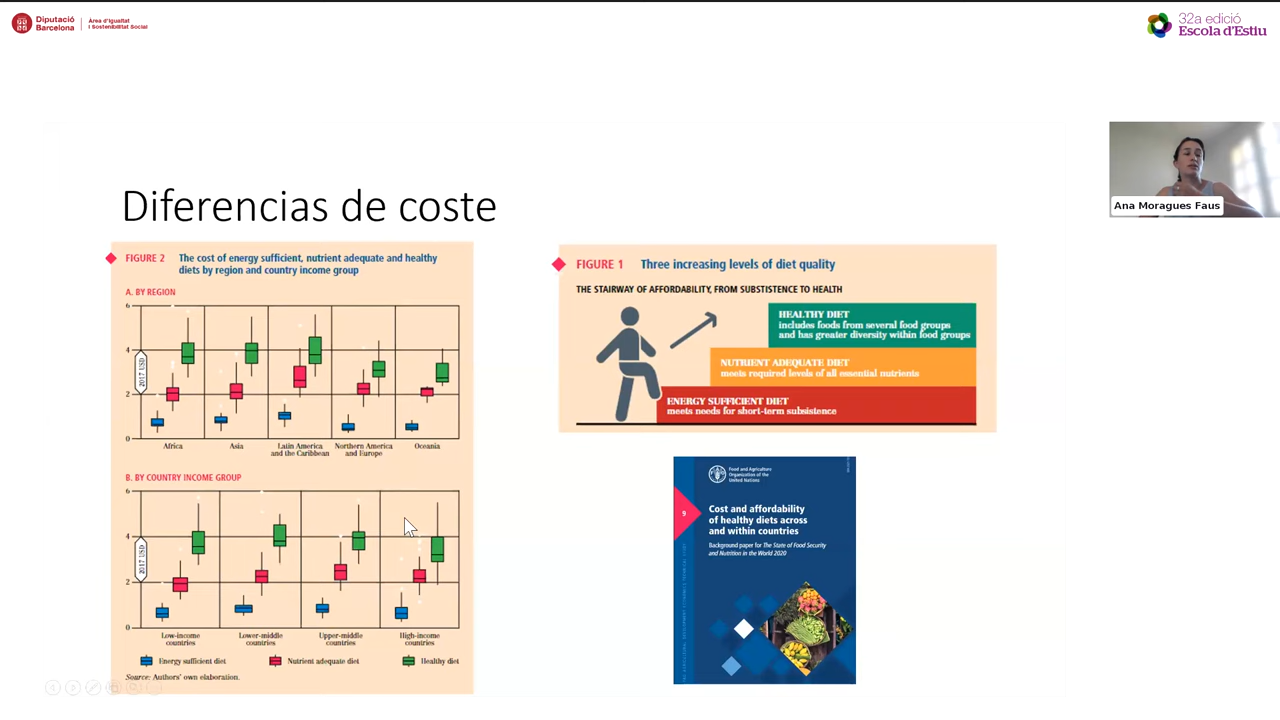 Diputació
Barcelona
Àrea d'Igualtat
i Sostenibilitat Social
32a edició
Escola d'Estiu
Ana Moragues Faus
Diferencias de coste
FIGURE 2 The cost of energy sufficient, nutrient adequate and healthy
diets by region and country income group
A. BY REGION
6
4
2
0
2017 USD
Africa
Asia
Latin America
and the Caribbean
Northern America
and Europe
Oceania
B. BY COUNTRY INCOME GROUP
6
4
2
0
2017 USD
Low-income
countries
Lower-middle
countries
Upper-middle
countries
High-income
countries
Energy sufficient diet
Nutrient adequate diet
Healthy diet
Source: Authors' own elaboration.
FIGURE 1 Three increasing levels of diet quality
THE STAIRWAY OF AFFORDABILITY, FROM SUBSTISTENCE TO HEALTH
HEALTHY DIET
includes foods from several food groups
and has greater diversity within food groups
NUTRIENT ADEQUATE DIET
meets required levels of all essential nutrients
ENERGY SUFFICIENT DIET
meets needs for short-term subsistence
Food and Agriculture
Organization of the
United Nations
9
Cost and affordability
of healthy diets across
and within countries
Background paper for The State of Food Security
and Nutrition in the World 2020